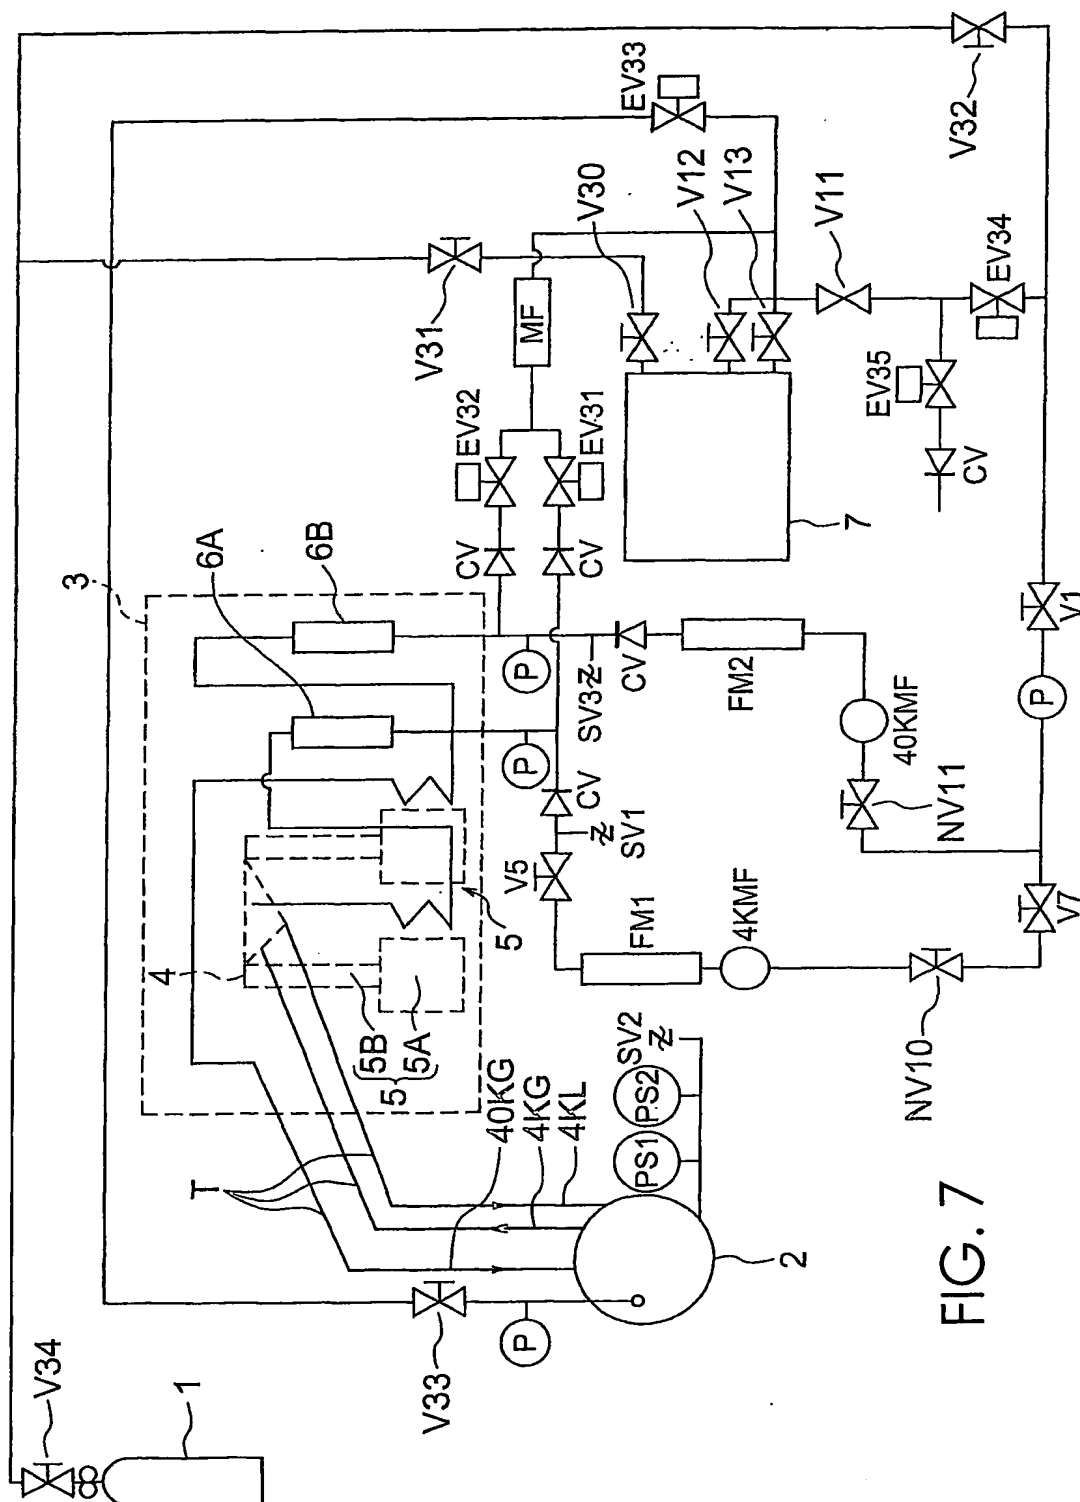 V34
1
3
T
4
6A
6B
V33
5B
5A
5
40KG
4KG
4KL
5
V31
EV32
CV
MF
P
P
P
V5
CV
SV3
CV
EV31
V30
EV33
PS1
PS2
SV2
SV1
FM1
CV
V12
V13
4KMF
FM2
2
7
V11
NV10
40KMF
EV35
NV11
CV
FIG. 7
EV34
V32
P
V7
V1